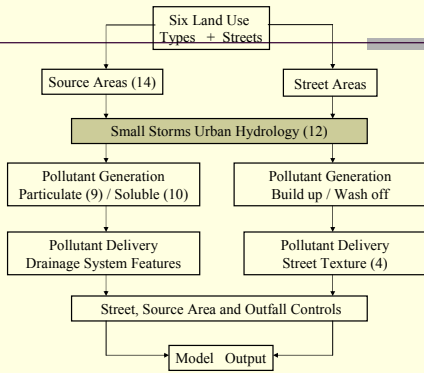 Six Land Use
Types + Streets
Source Areas (14)
Street Areas
Small Storms Urban Hydrology (12)
Pollutant Generation
Particulate (9) / Soluble (10)
Pollutant Generation
Build up / Wash off
Pollutant Delivery
Drainage System Features
Pollutant Delivery
Street Texture (4)
Street, Source Area and Outfall Controls
Model Output